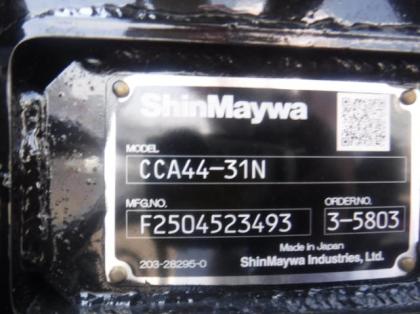 ShinMaywa
MODEL
CCA44-31N
MFG.NO. ORDER.NO.
F2504523493 3-5803
Made in Japan
203-28295-0 ShinMaywa Industries, Ltd.